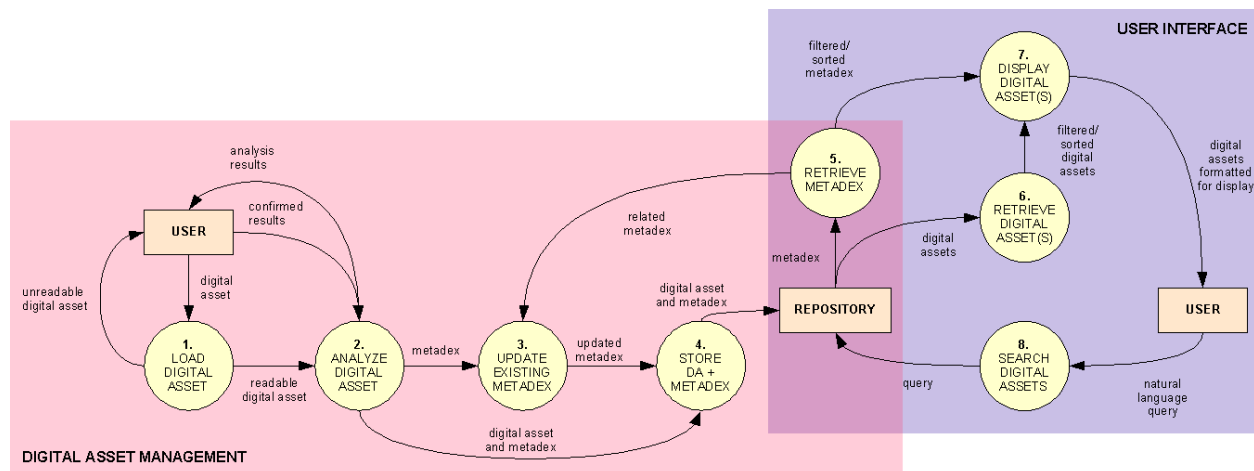 USER INTERFACE
filtered/
sorted
metadex
7.
DISPLAY
DIGITAL
ASSET(S)
analysis
results
5.
RETRIEVE
METADEX
filtered/
sorted
digital
assets
digital
assets
formatted
for display
confirmed
results
USER
related
metadex
6.
RETRIEVE
DIGITAL
ASSET(S)
digital
assets
metadex
unreadable
digital asset
digital
asset
digital asset
and metadex
REPOSITORY
USER
1.
LOAD
DIGITAL
ASSET
readable
digital asset
2.
ANALYZE
DIGITAL
ASSET
metadex
3.
UPDATE
EXISTING
METADEX
updated
metadex
4.
STORE
DA +
METADEX
query
8.
SEARCH
DIGITAL
ASSETS
natural
language
query
digital asset
and metadex
DIGITAL ASSET MANAGEMENT